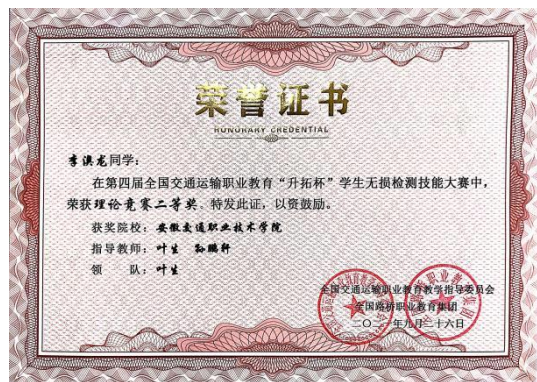 荣誉证书
HONORARY CREDENTIAL
李淏龙同学:
在第四届全国交通运输职业教育“升拓杯”学生无损检测技能大赛中,
荣获理论竞赛二等奖。特发此证,以资鼓励。
获奖院校:安徽交通职业技术学院
指导教师:叶生 孙鹏轩
领 队:叶生
全国交通运输职业教育教学指导委员会
全国路桥职业教育集团
年九月二十六日